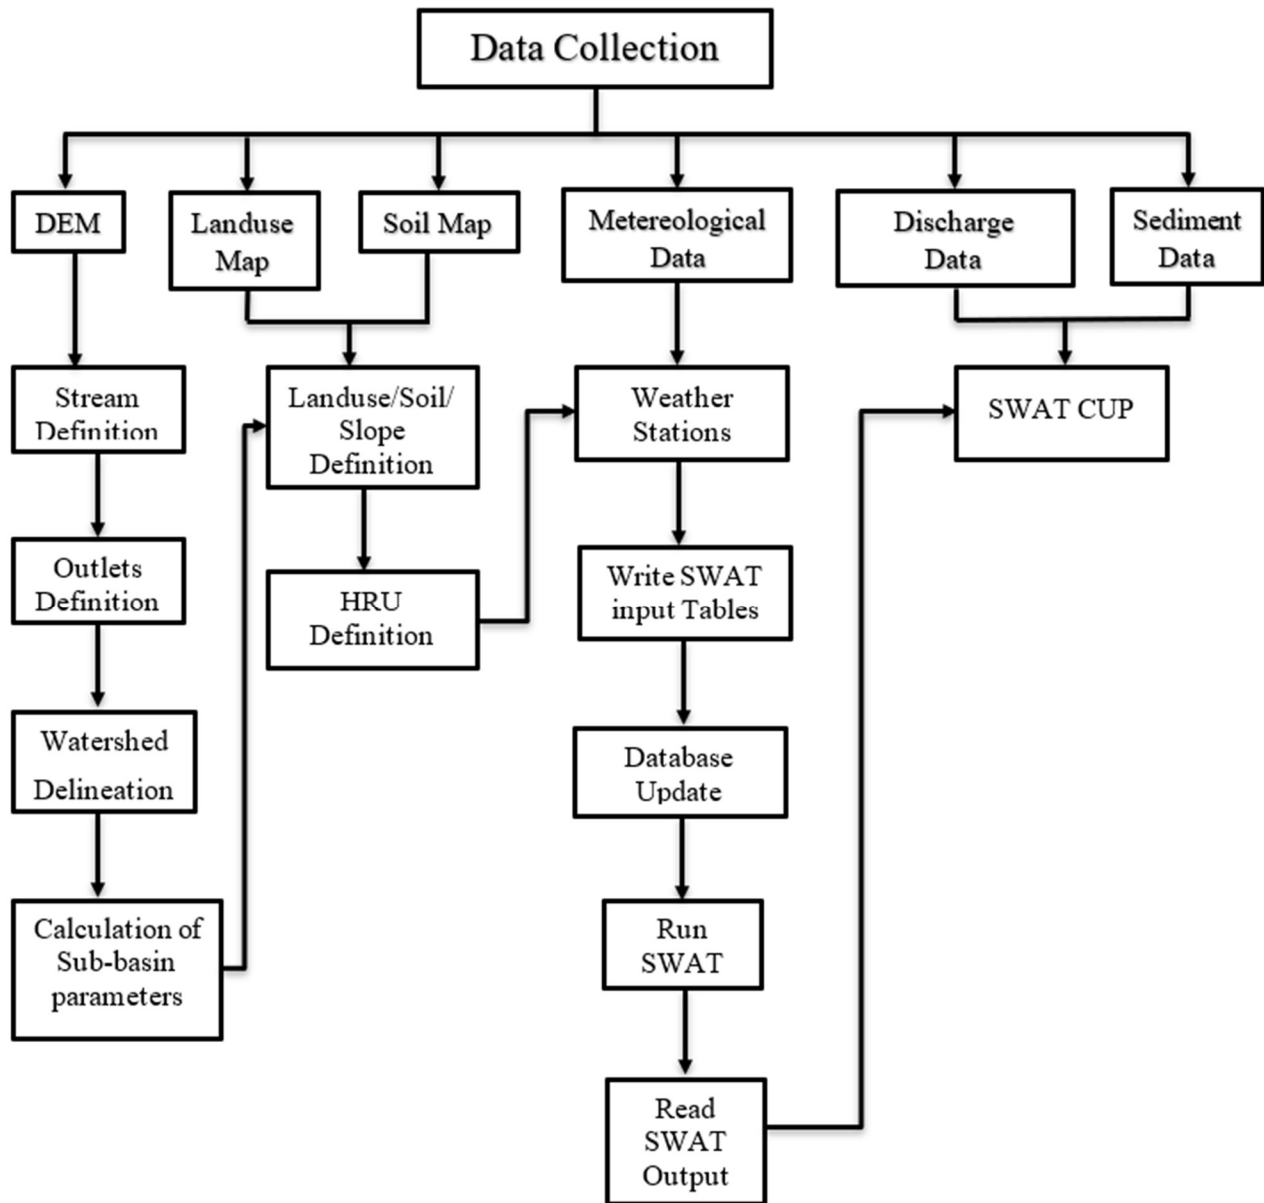 Data Collection
DEM
Landuse
Map
Soil Map
Metereological
Data
Discharge
Data
Sediment
Data
Stream
Definition
Landuse/Soil/
Slope
Definition
Weather
Stations
SWAT CUP
Outlets
Definition
HRU
Definition
Write SWAT
input Tables
Watershed
Delineation
Database
Update
Calculation of
Sub-basin
parameters
Run
SWAT
Read
SWAT
Output